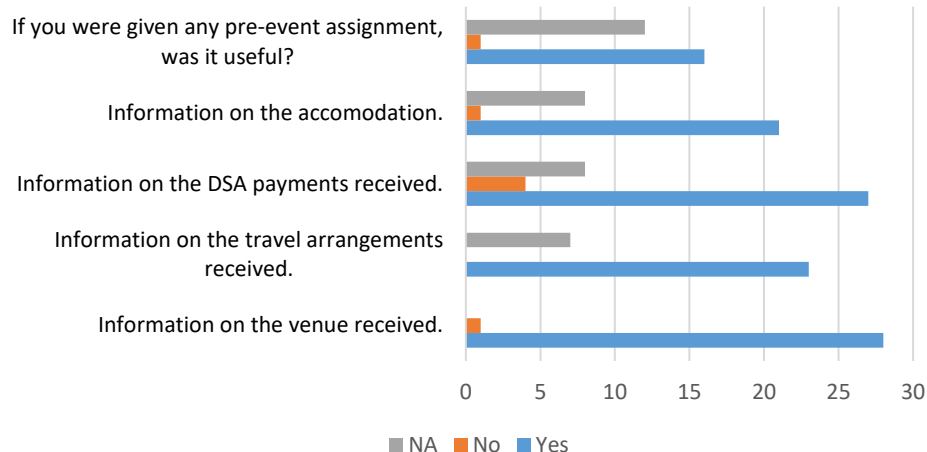 If you were given any pre-event assignment,
was it useful?
Information on the accomodation.
Information on the DSA payments received.
Information on the travel arrangements
received.
Information on the venue received.
0 5 10 15 20 25 30
NA No Yes